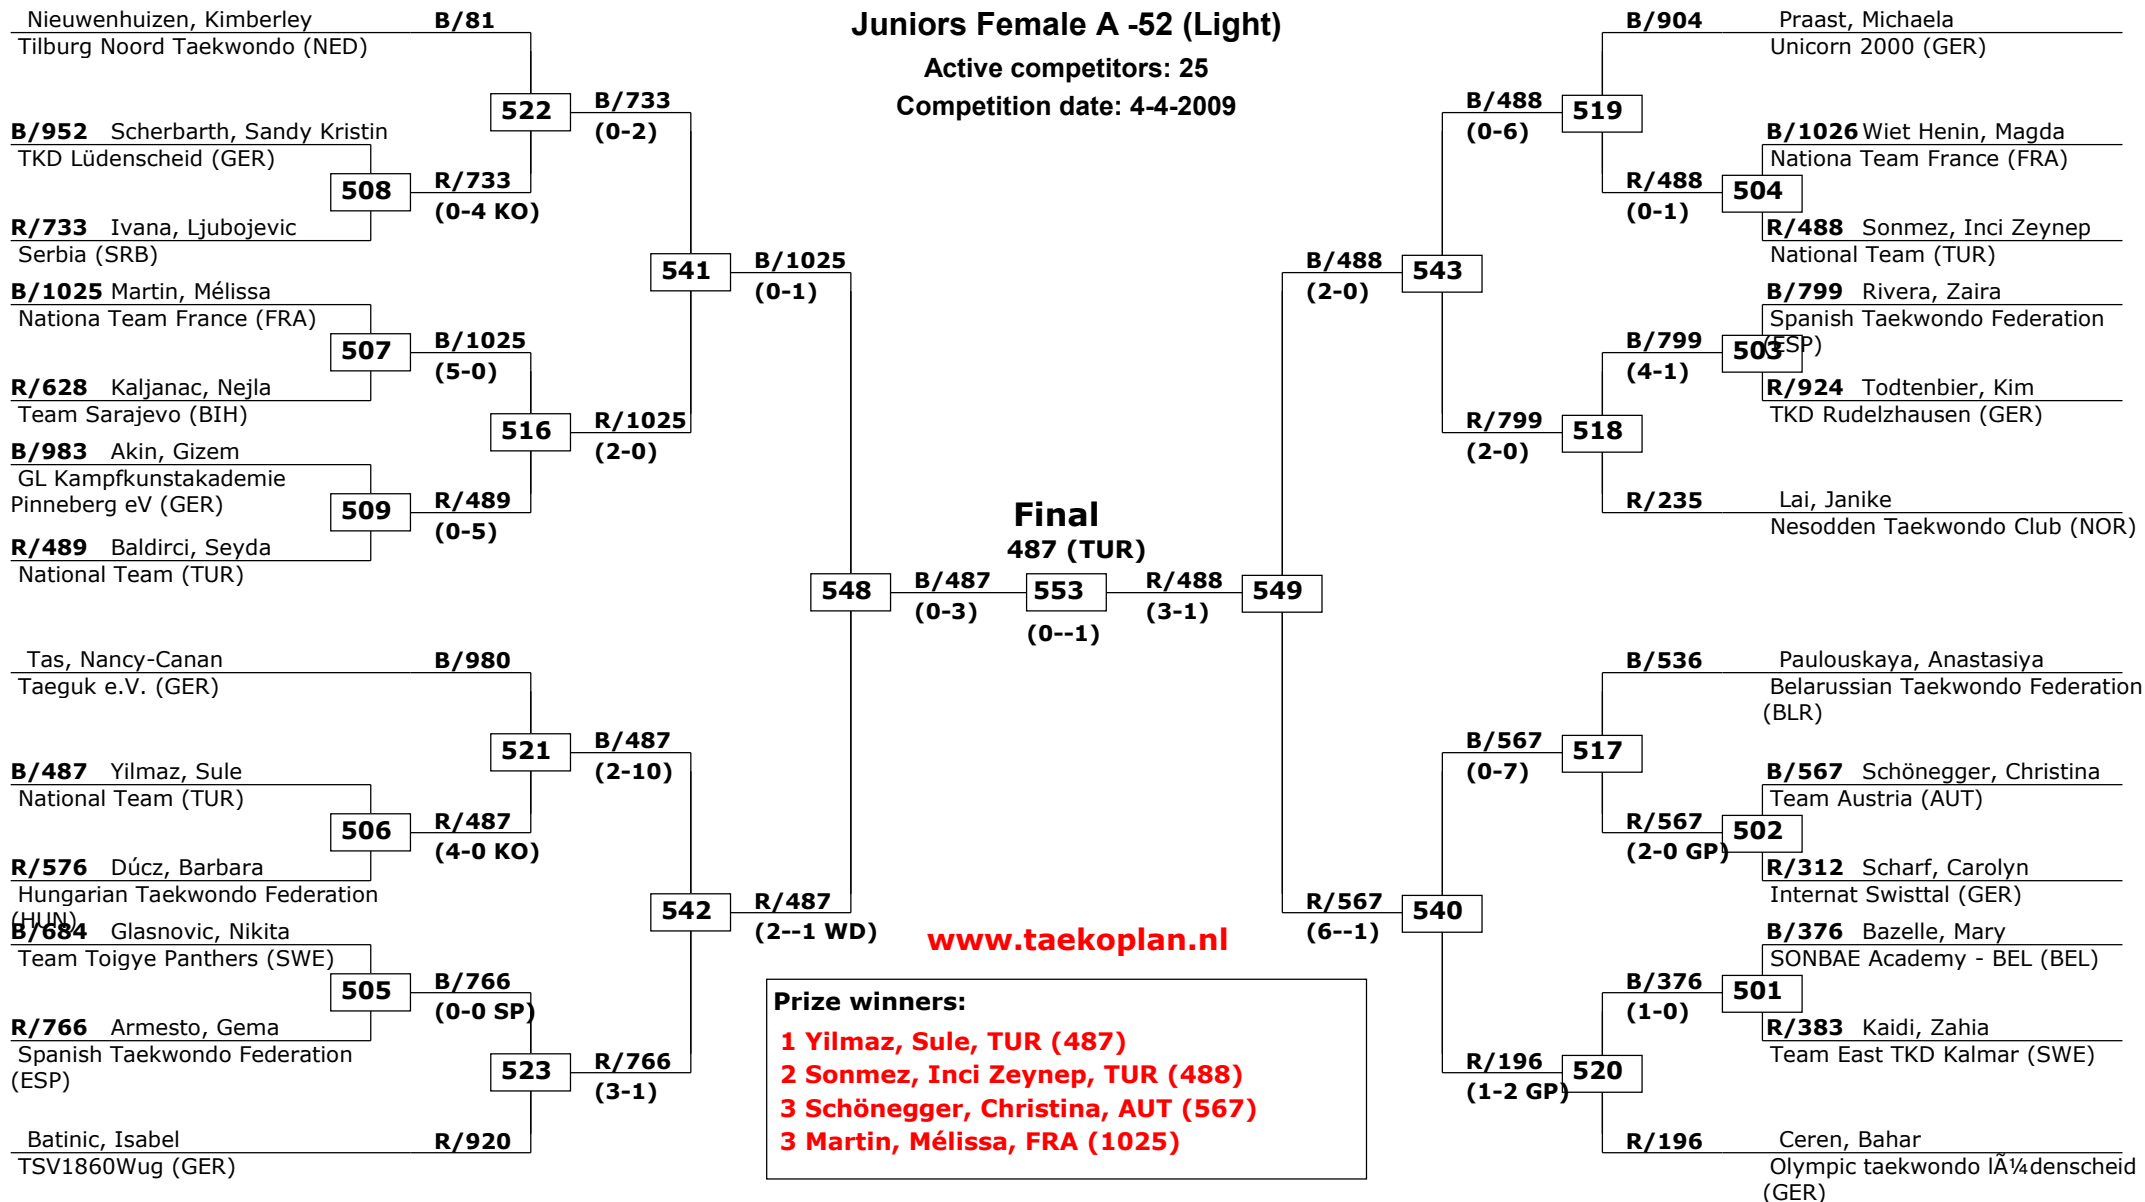 Juniors Female A -52 (Light)
Active competitors: 25
Competition date: 4-4-2009
Nieuwenhuizen, Kimberley
B/81
Tilburg Noord Taekwondo (NED)
522
B/733
(0-2)
B/952 Scherbarth, Sandy Kristin
TKD Lüdenscheid (GER)
508
R/733
(0-4 KO)
R/733 Ivana, Ljubojevic
Serbia (SRB)
541
B/1025
(0-1)
B/1025 Martin, Mélissa
Nationa Team France (FRA)
507
B/1025
(5-0)
R/628 Kaljanac, Nejla
Team Sarajevo (BIH)
516
R/1025
(2-0)
B/983 Akin, Gizem
GL Kampfkunstakademie
Pinneberg eV (GER)
509
R/489
(0-5)
R/489 Baldirci, Seyda
National Team (TUR)
548
B/487
(0-3)
Final
487 (TUR)
553
(0--1)
R/488
(3-1)
549
Tas, Nancy-Canan
B/980
Taeguk e.V. (GER)
521
B/487
(2-10)
B/487 Yilmaz, Sule
National Team (TUR)
506
R/487
(4-0 KO)
R/576 Dúcz, Barbara
Hungarian Taekwondo Federation
(HUN)
542
R/487
(2--1 WD)
B/684 Glasnovic, Nikita
Team Toigye Panthers (SWE)
505
B/766
(0-0 SP)
R/766 Armesto, Gema
Spanish Taekwondo Federation
(ESP)
523
R/766
(3-1)
Batinic, Isabel
R/920
TSV1860Wug (GER)
B/904
Praast, Michaela
Unicorn 2000 (GER)
B/488
(0-6)
519
B/1026 Wiet Henin, Magda
Nationa Team France (FRA)
R/488
(0-1)
504
R/488 Sonmez, Inci Zeynep
National Team (TUR)
B/488
(2-0)
543
B/799 Rivera, Zaira
Spanish Taekwondo Federation
(ESP)
B/799
(4-1)
503
R/924 Todtenbier, Kim
TKD Rudelzhausen (GER)
R/799
(2-0)
518
R/235
Lai, Janike
Nesodden Taekwondo Club (NOR)
B/536
Paulouskaya, Anastasiya
Belarussian Taekwondo Federation
(BLR)
B/567
(0-7)
517
B/567 Schönegger, Christina
Team Austria (AUT)
R/567
(2-0 GP)
502
R/312 Scharf, Carolyn
Internat Swisttal (GER)
R/567
(6--1)
540
B/376 Bazelle, Mary
SONBAE Academy - BEL (BEL)
B/376
(1-0)
501
R/383 Kaidi, Zahia
Team East TKD Kalmar (SWE)
R/196
(1-2 GP)
520
R/196
Ceren, Bahar
Olympic taekwondo lÃ¼denscheid
(GER)
www.taekoplan.nl
Prize winners:
1 Yilmaz, Sule, TUR (487)
2 Sonmez, Inci Zeynep, TUR (488)
3 Schönegger, Christina, AUT (567)
3 Martin, Mélissa, FRA (1025)